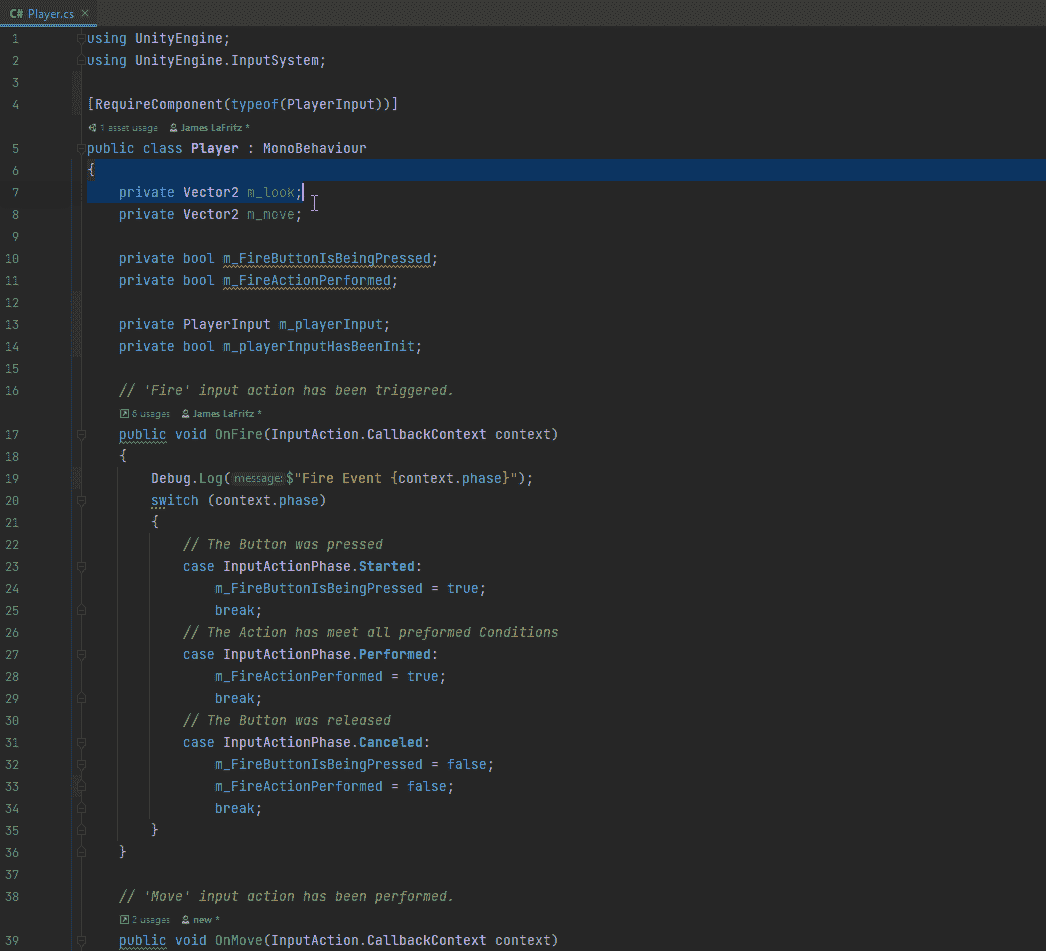 C# Player.cs ×
1 using UnityEngine;
2 using UnityEngine.InputSystem;
3
4 [RequireComponent(typeof(PlayerInput))]
1 asset usage James LaFritz *
5 public class Player : MonoBehaviour
6 {
7 private Vector2 m_look;
8 private Vector2 m_move;
9
10 private bool m_FireButtonIsBeingPressed;
11 private bool m_FireActionPerformed;
12
13 private PlayerInput m_playerInput;
14 private bool m_playerInputHasBeenInit;
15
16 // 'Fire' input action has been triggered.
6 usages James LaFritz *
17 public void OnFire(InputAction.CallbackContext context)
18 {
19 Debug.Log(message: $"Fire Event {context.phase}");
20 switch (context.phase)
21 {
22 // The Button was pressed
23 case InputActionPhase.Started:
24 m_FireButtonIsBeingPressed = true;
25 break;
26 // The Action has meet all preformed Conditions
27 case InputActionPhase.Performed:
28 m_FireActionPerformed = true;
29 break;
30 // The Button was released
31 case InputActionPhase.Canceled:
32 m_FireButtonIsBeingPressed = false;
33 m_FireActionPerformed = false;
34 break;
35 }
36 }
37
38 // 'Move' input action has been performed.
3 usages new *
39 public void OnMove(InputAction.CallbackContext context)